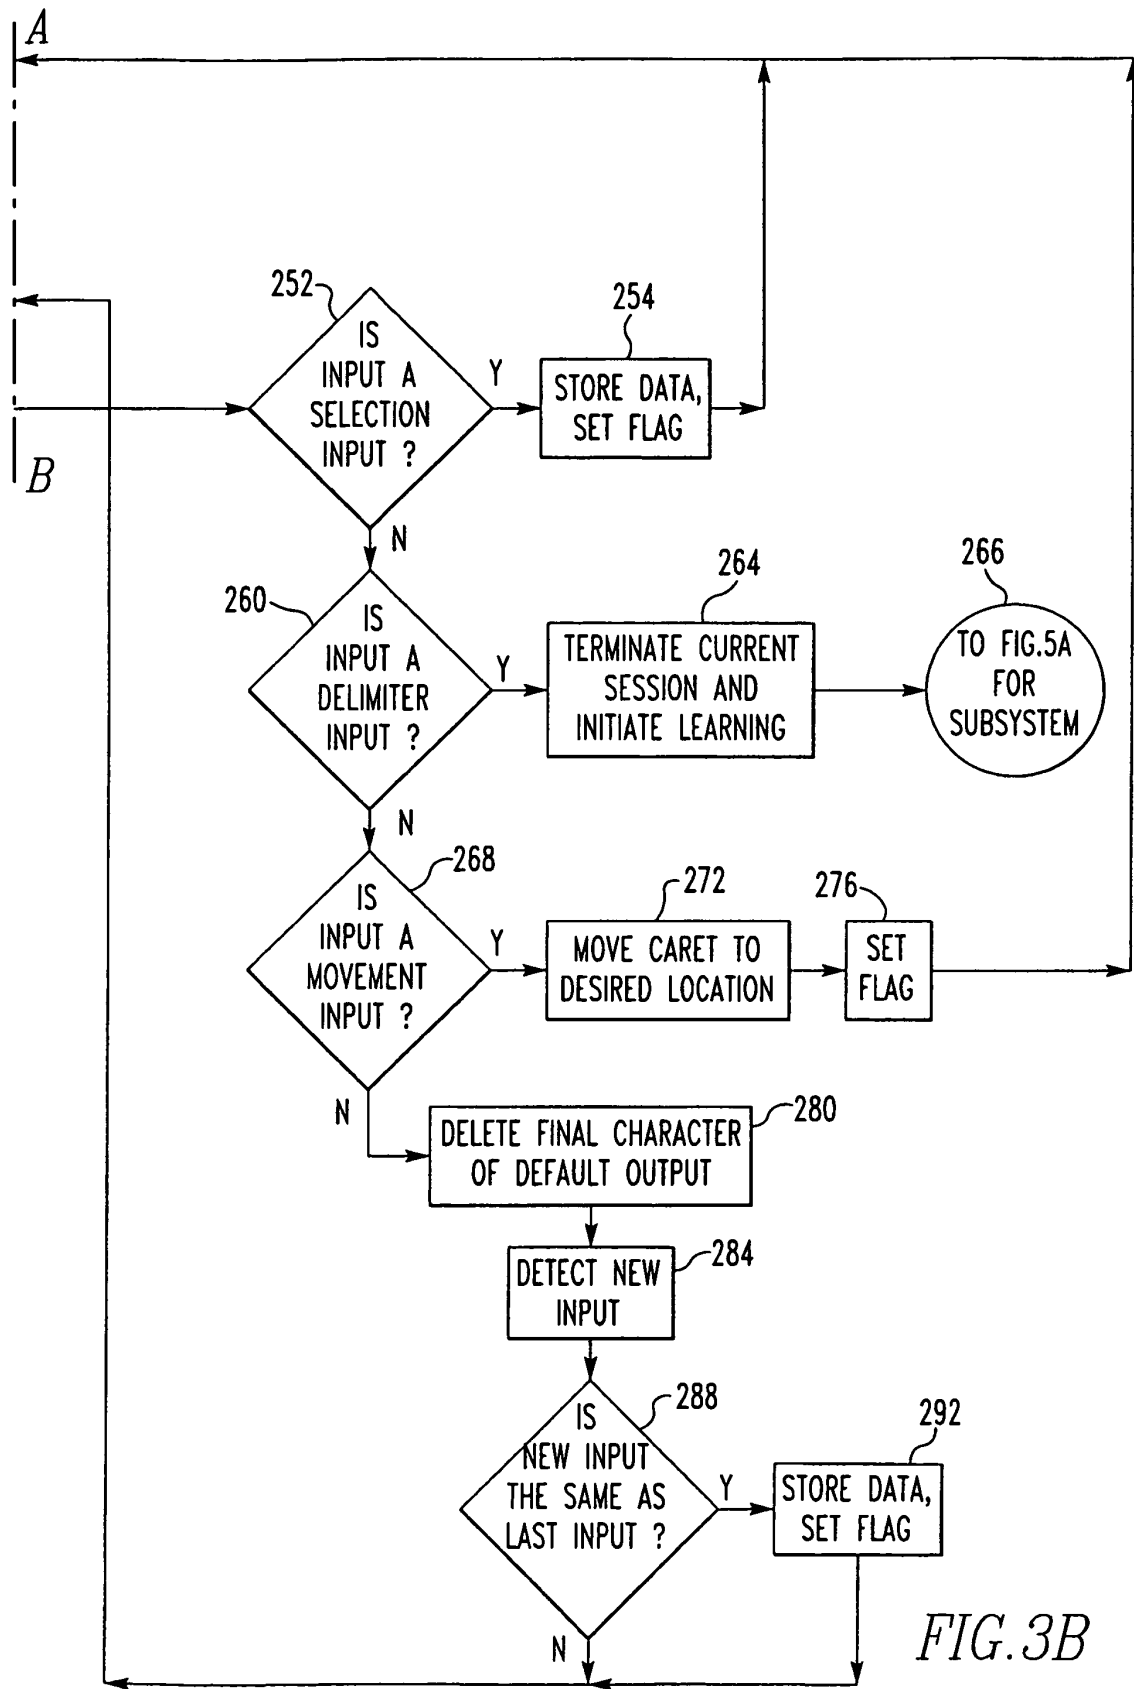 A
252
IS
INPUT A
SELECTION
INPUT ?
Y
254
STORE DATA,
SET FLAG
B
N
260
IS
INPUT A
DELIMITER
INPUT ?
Y
264
TERMINATE CURRENT
SESSION AND
INITIATE LEARNING
266
TO FIG.5A
FOR
SUBSYSTEM
N
268
IS
INPUT A
MOVEMENT
INPUT ?
Y
272
MOVE CARET TO
DESIRED LOCATION
276
SET
FLAG
N
280
DELETE FINAL CHARACTER
OF DEFAULT OUTPUT
284
DETECT NEW
INPUT
288
IS
NEW INPUT
THE SAME AS
LAST INPUT ?
Y
292
STORE DATA,
SET FLAG
N
FIG.3B